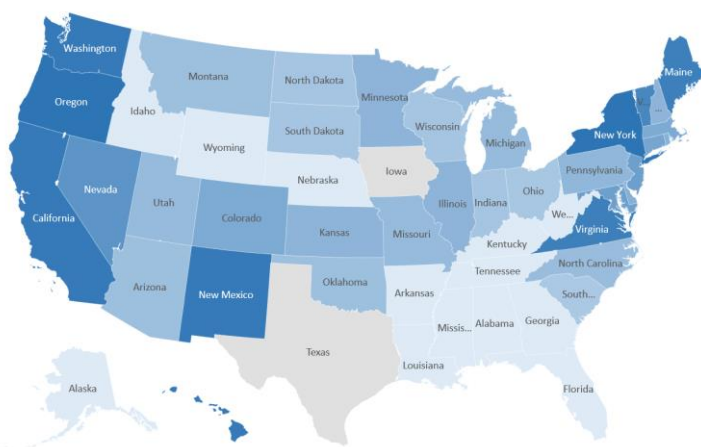 Washington
Maine
Montana
North Dakota
Minnesota
V...
...
Oregon
Idaho
Wisconsin
South Dakota
Michigan
New York
Wyoming
Iowa
Pennsylvania
Nebraska
Nevada
Ohio
Illinois
Indiana
Utah
We...
California
Colorado
Virginia
Kansas
Missouri
Kentucky
North Carolina
Tennessee
Oklahoma
Arizona
New Mexico
Arkansas
South...
Missis...
Alabama
Georgia
Texas
Louisiana
Alaska
Florida